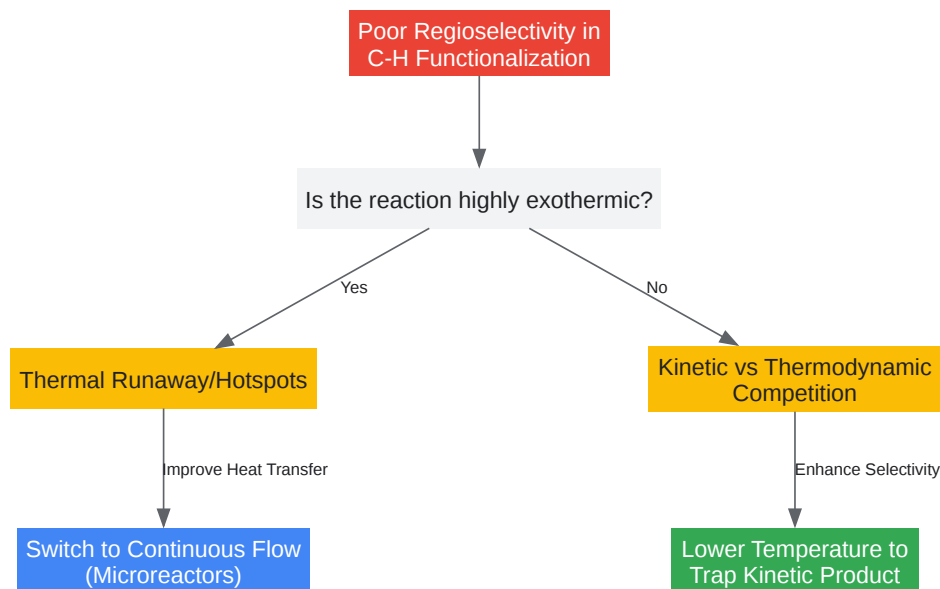 Poor Regioselectivity in
C-H Functionalization
Is the reaction highly exothermic?
Yes
No
Thermal Runaway/Hotspots
Kinetic vs Thermodynamic
Competition
Improve Heat Transfer
Enhance Selectivity
Switch to Continuous Flow
(Microreactors)
Lower Temperature to
Trap Kinetic Product